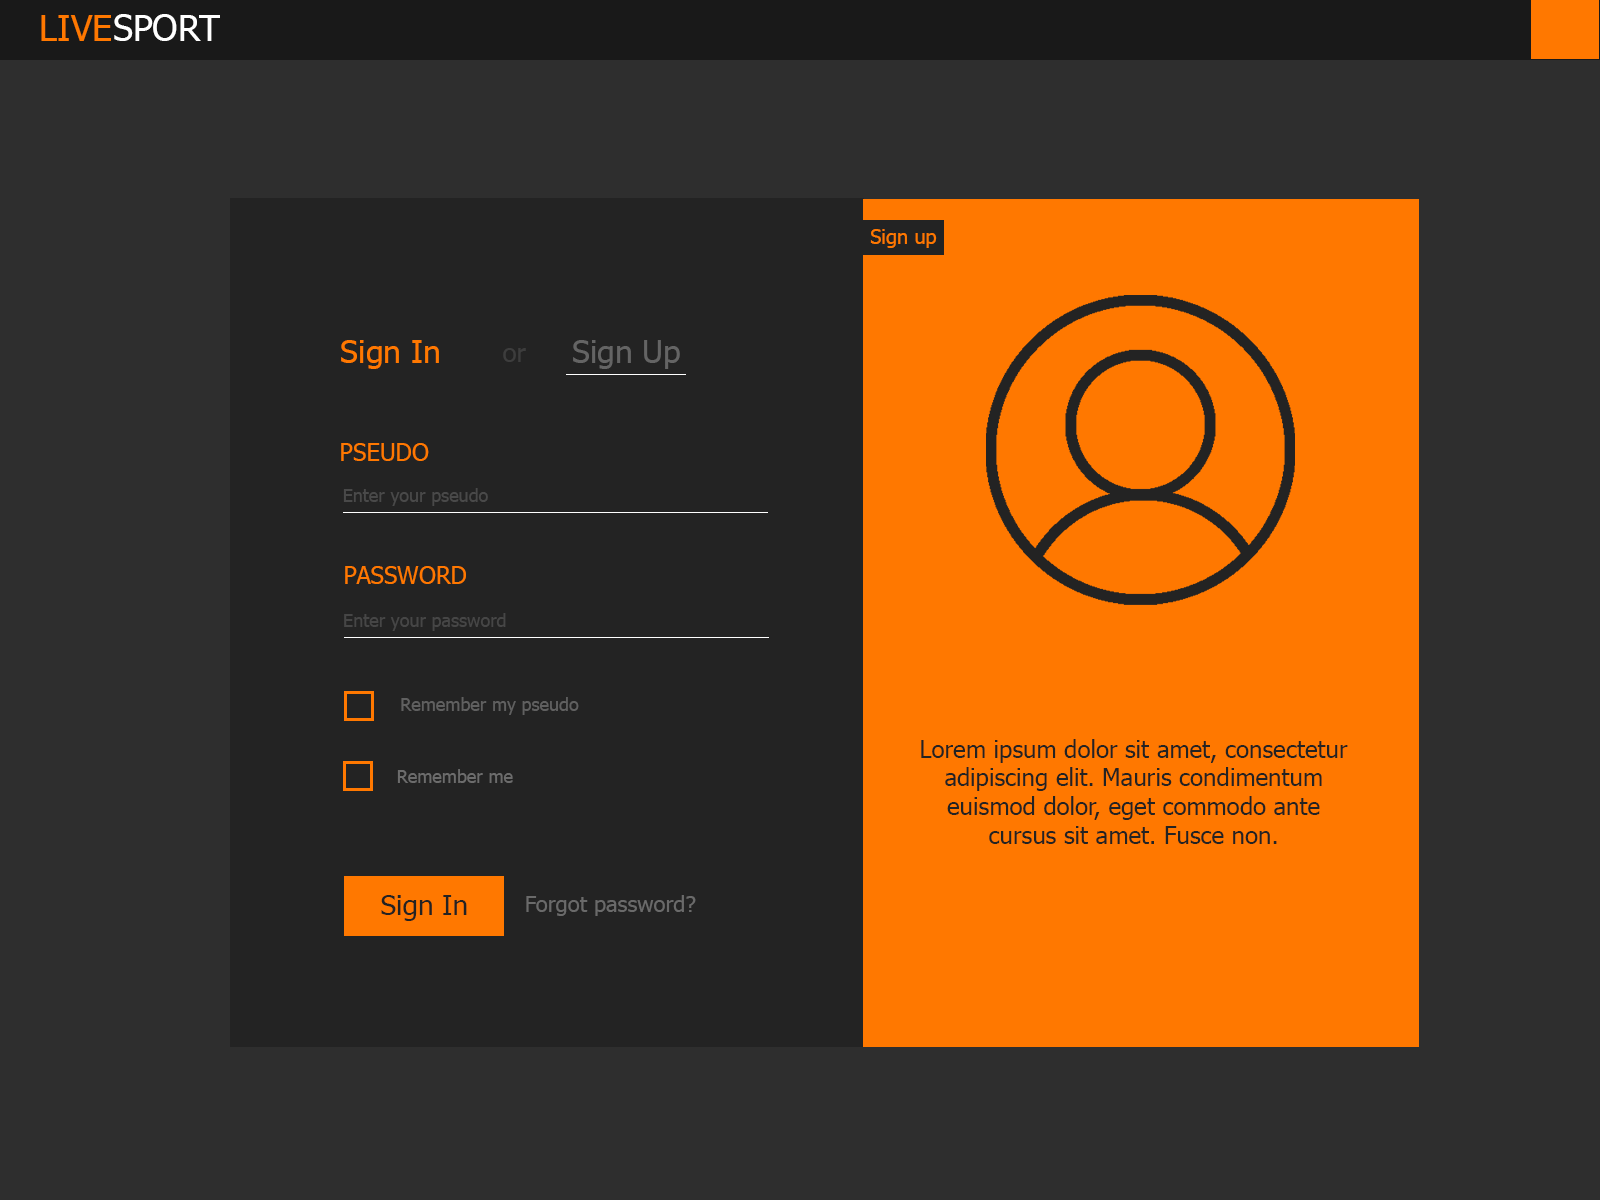 LIVESPORT
Sign In or Sign Up
PSEUDO
Enter your pseudo
PASSWORD
Enter your password
Remember my pseudo
Remember me
Sign In Forgot password?
Sign up
Lorem ipsum dolor sit amet, consectetur
adipiscing elit. Mauris condimentum
euismod dolor, eget commodo ante
cursus sit amet. Fusce non.